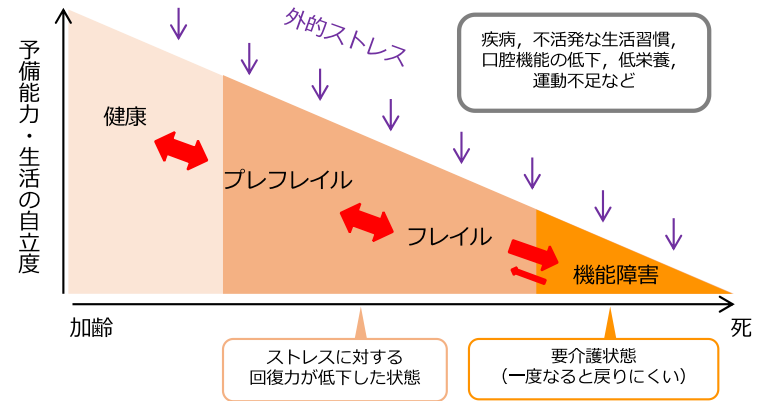 外的ストレス
疾病，不活発な生活習慣，
口腔機能の低下，低栄養，
運動不足など
予備能力・生活の自立度
健康
プレフレイル
フレイル
機能障害
加齢
死
ストレスに対する
回復力が低下した状態
要介護状態
（一度なると戻りにくい）